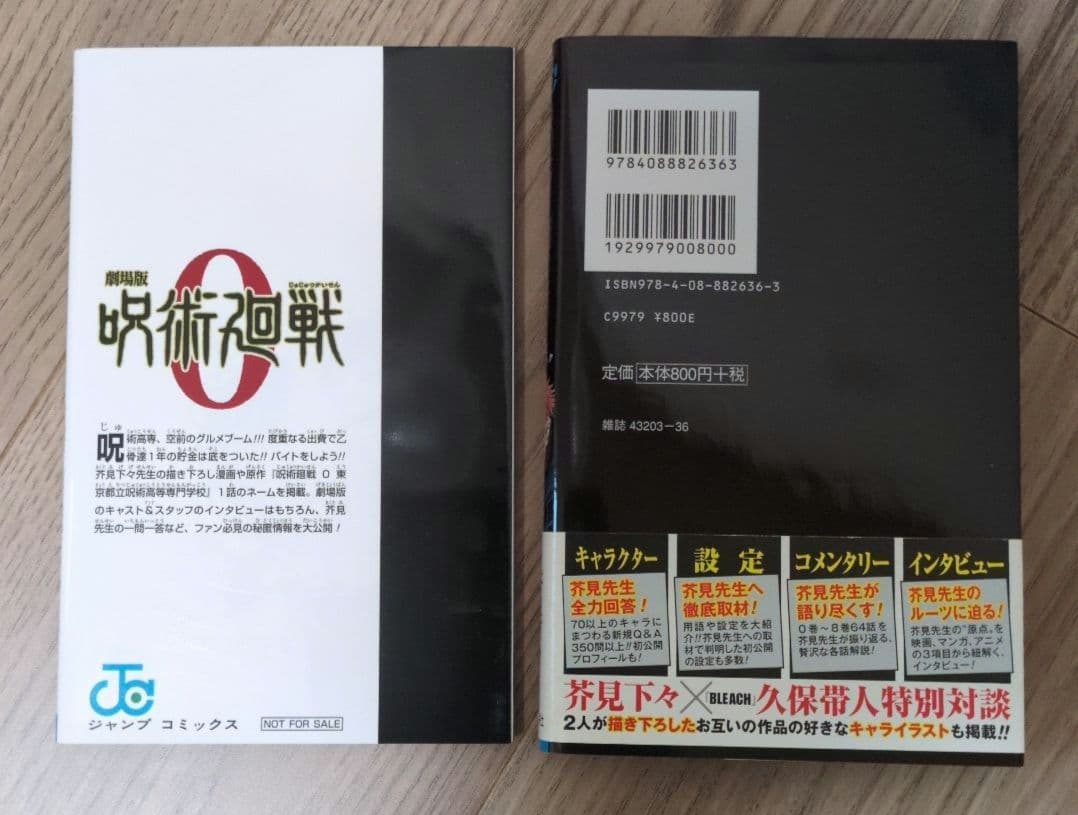 劇場版
じゅじゅつかいせん
呪術廻戦
0
じゅ
呪術高専、空前のグルメブーム!!! 度重なる出費で乙
骨達1年の貯金は底をついた!! バイトをしよう!!
芥見下々先生の描き下ろし漫画や原作『呪術廻戦 0 東
京都立呪術高等専門学校』1話のネームを掲載。劇場版
のキャスト&スタッフのインタビューはもちろん、芥見
先生の一問一答など、ファン必見の秘匿情報を大公開!
JC
ジャンプ コミックス
NOT FOR SALE
9784088826363
1929979008000
ISBN978-4-08-882636-3
C9979 ¥800E
定価 本体800円+税
雑誌 43203-36
キャラクター
芥見先生
全力回答!
70以上のキャラに
まつわる新規Q&A
350問以上!!初公開
プロフィールも!
設定
芥見先生へ
徹底取材!
用語や設定を大紹
介!!芥見先生への取
材で判明した初公開
の設定も多数!
コメンタリー
芥見先生が
語り尽くす!
0巻〜8巻64話を
芥見先生が振り返る、
贅沢な各話解説!
インタビュー
芥見先生の
ルーツに迫る!
芥見先生の"原点"を
映画、マンガ、アニメ
の3項目から紐解く、
インタビュー!
芥見下々×『BLEACH』久保帯人特別対談
2人が描き下ろしたお互いの作品の好きなキャライラストも掲載!!